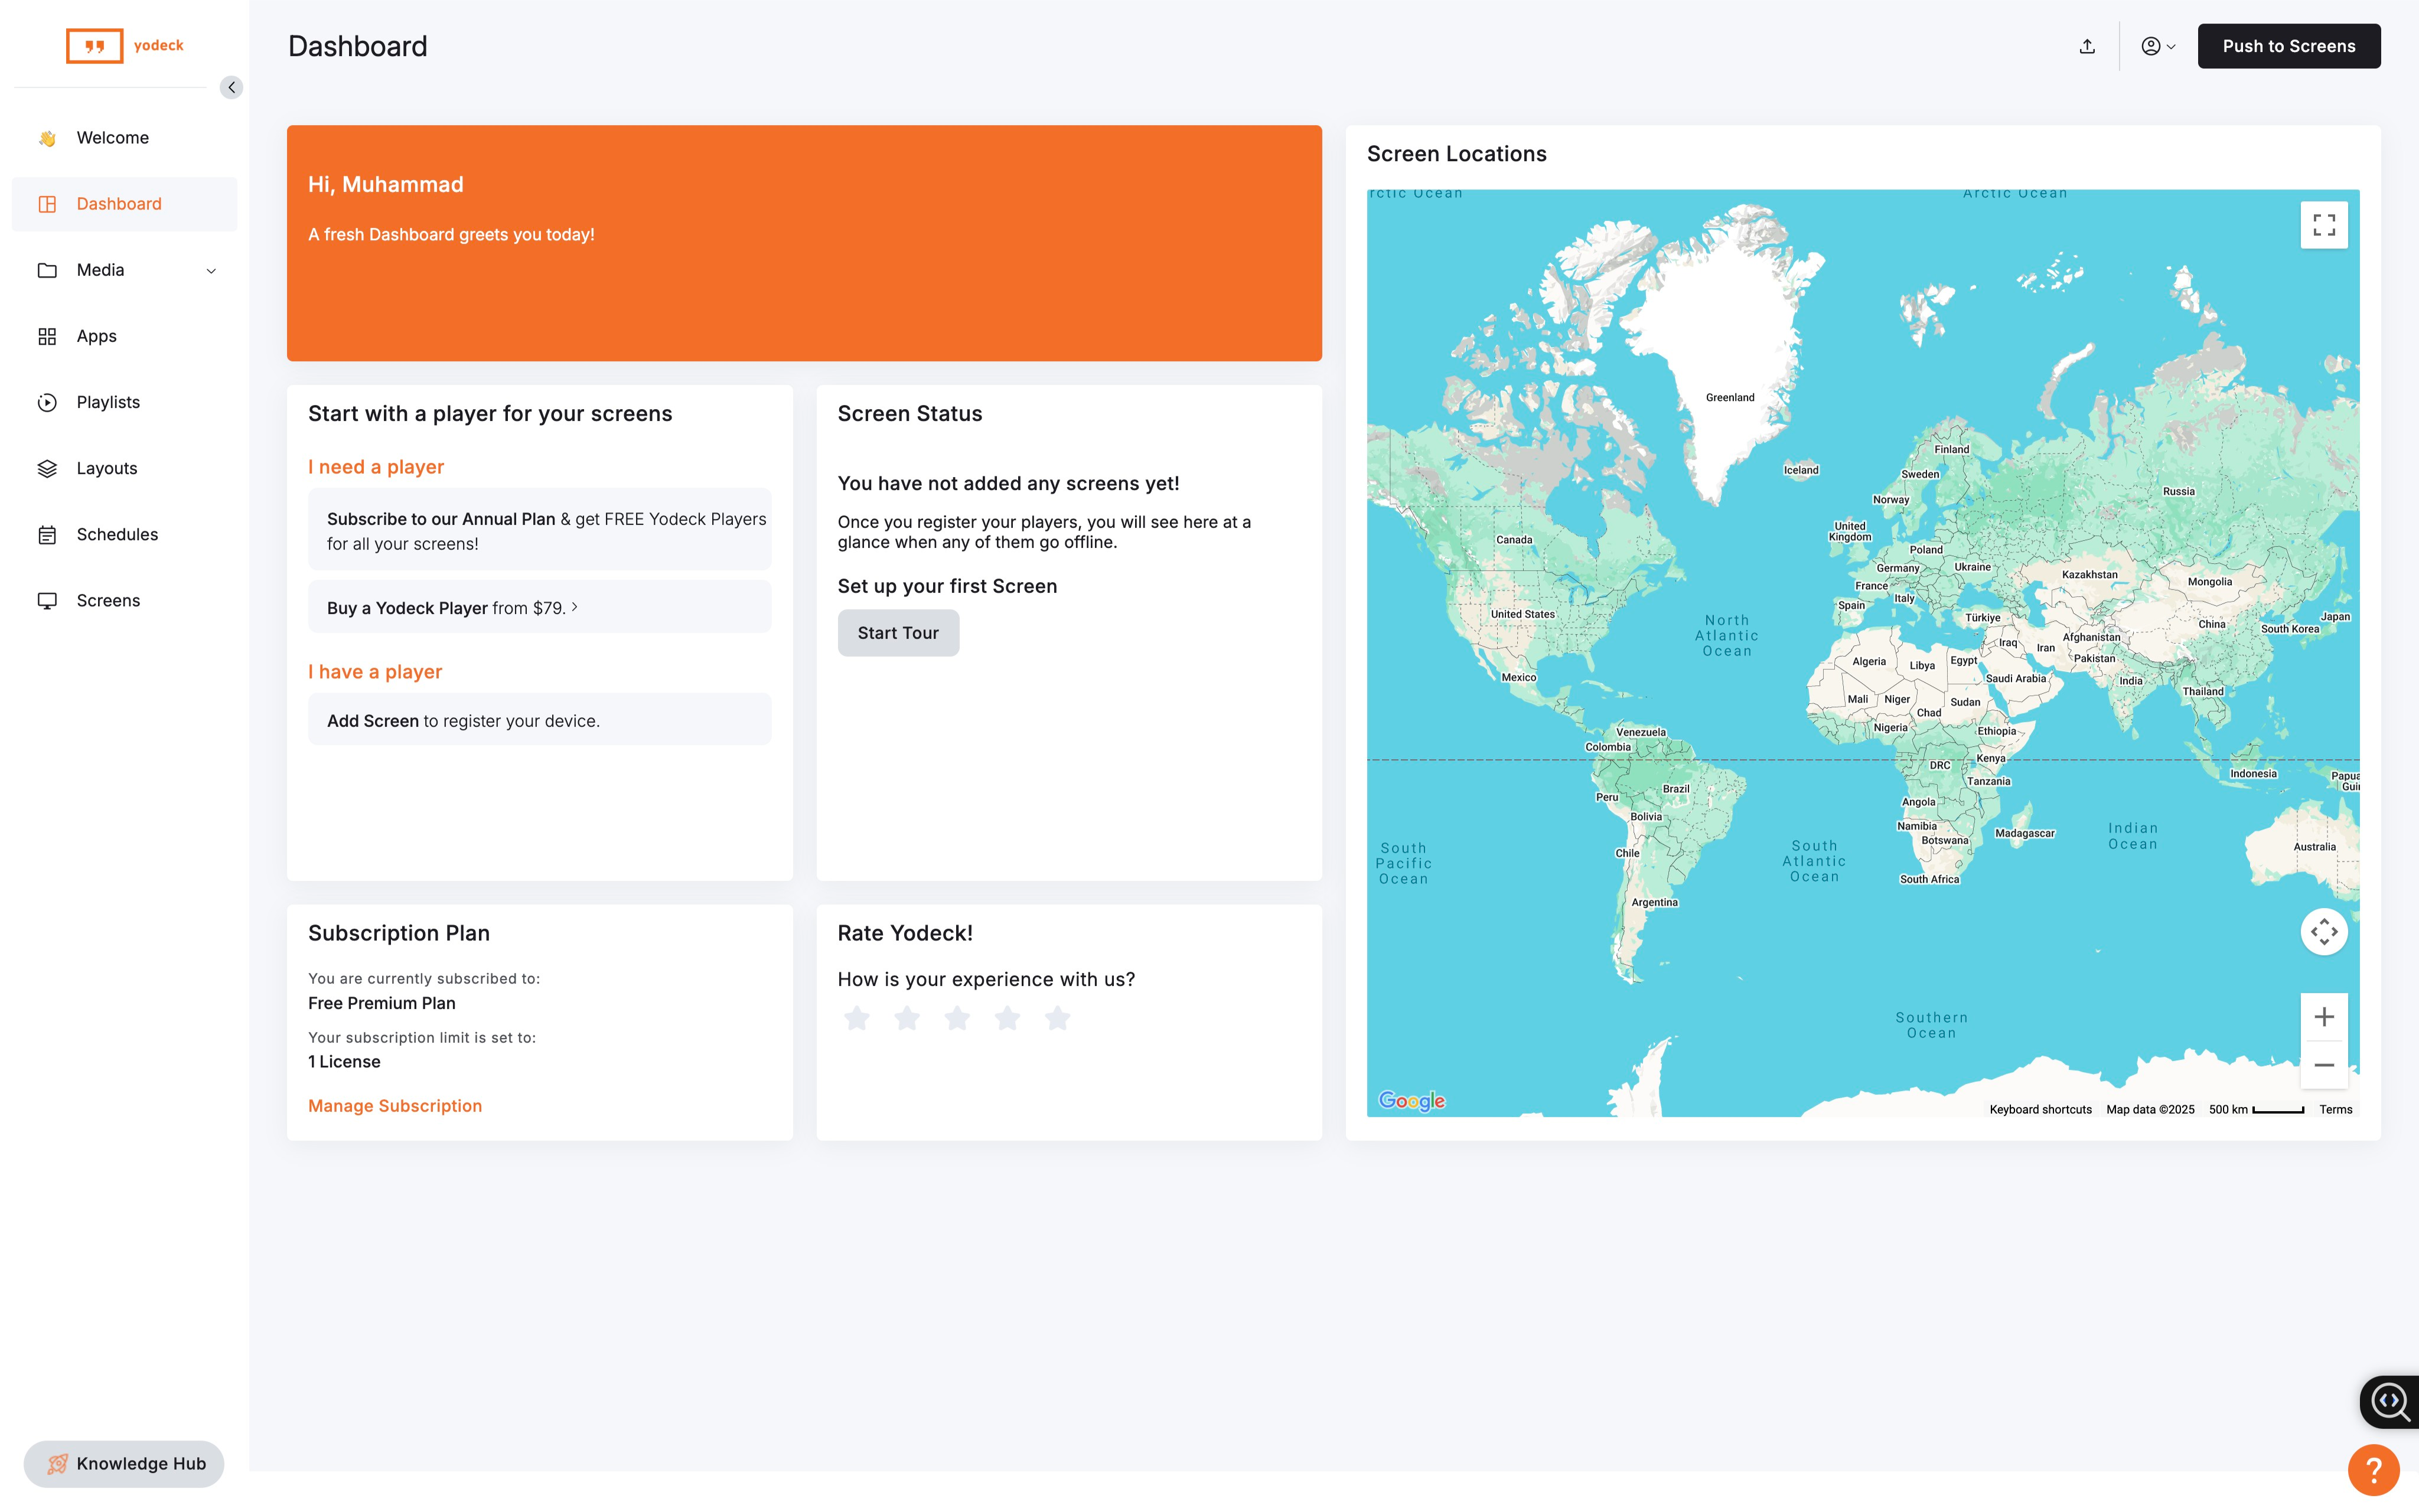 yodeck
Dashboard
Push to Screens
Welcome
Dashboard
Media
Apps
Playlists
Layouts
Schedules
Screens
Knowledge Hub
Hi, Muhammad
A fresh Dashboard greets you today!
Start with a player for your screens
I need a player
Subscribe to our Annual Plan & get FREE Yodeck Players
for all your screens!
Buy a Yodeck Player from $79.
I have a player
Add Screen to register your device.
Screen Status
You have not added any screens yet!
Once you register your players, you will see here at a
glance when any of them go offline.
Set up your first Screen
Start Tour
Subscription Plan
You are currently subscribed to:
Free Premium Plan
Your subscription limit is set to:
1 License
Manage Subscription
Rate Yodeck!
How is your experience with us?
Screen Locations
rctic Ocean
Arctic Ocean
Greenland
Iceland
Finland
Sweden
Norway
Russia
United
Kingdom
Canada
Poland
Germany
Ukraine
France
Kazakhstan
Mongolia
Italy
Spain
United States
Türkiye
Japan
China
South Korea
North
Atlantic
Ocean
Afghanistan
Iraq
Iran
Algeria
Libya
Egypt
Pakistan
Mexico
Saudi Arabia
India
Thailand
Mali
Niger
Sudan
Chad
Nigeria
Ethiopia
Venezuela
Colombia
Kenya
DRC
Indonesia
Papua
Gui
Tanzania
Brazil
Peru
Angola
Bolivia
Namibia
Madagascar
Botswana
Indian
Ocean
South
Pacific
Ocean
Chile
South
Atlantic
Ocean
Australia
South Africa
Argentina
Southern
Ocean
Google
Keyboard shortcuts
Map data ©2025
500 km
Terms
?